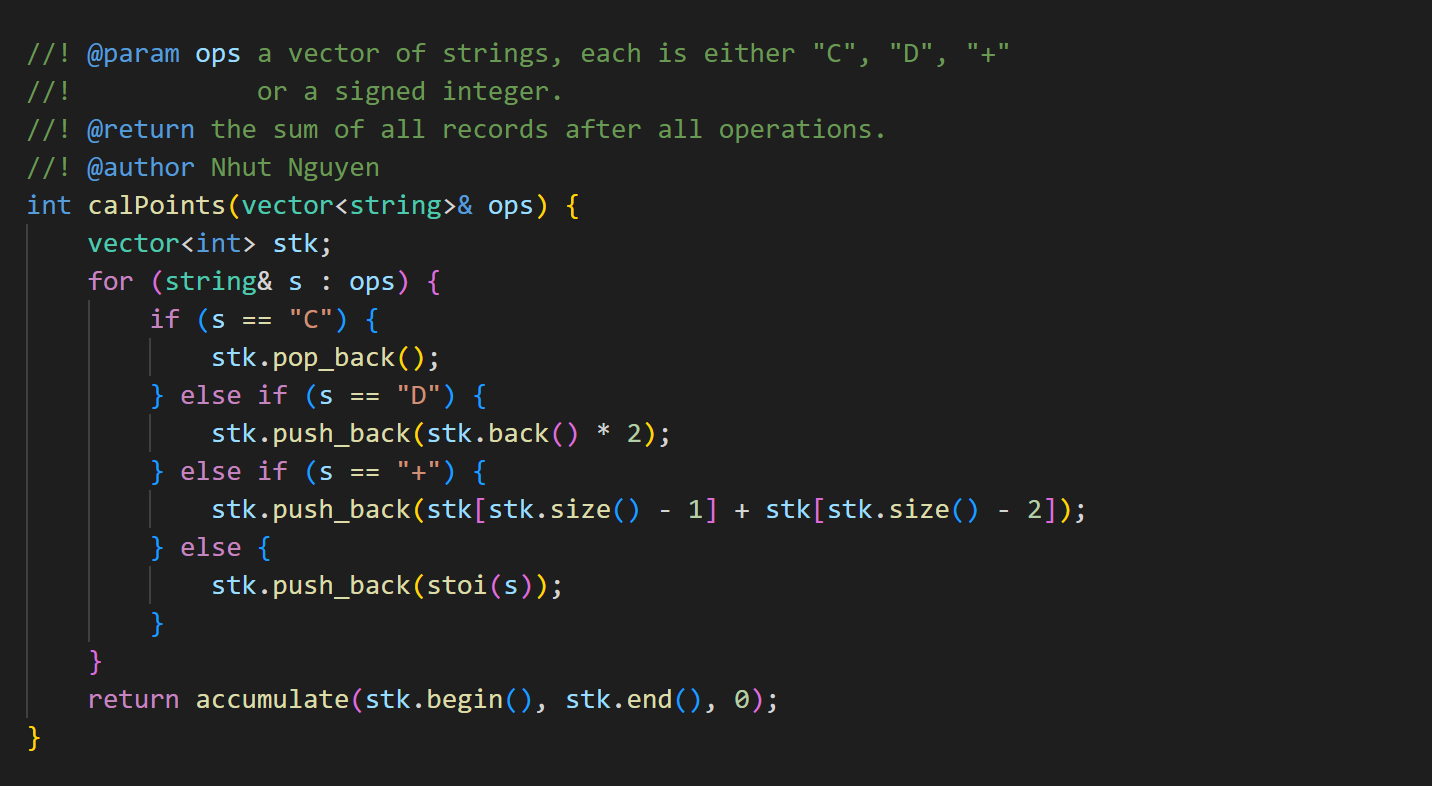 //! @param ops a vector of strings, each is either "C", "D", "+"
//!            or a signed integer.
//! @return the sum of all records after all operations.
//! @author Nhut Nguyen
int calPoints(vector<string>& ops) {
    vector<int> stk;
    for (string& s : ops) {
        if (s == "C") {
            stk.pop_back();
        } else if (s == "D") {
            stk.push_back(stk.back() * 2);
        } else if (s == "+") {
            stk.push_back(stk[stk.size() - 1] + stk[stk.size() - 2]);
        } else {
            stk.push_back(stoi(s));
        }
    }
    return accumulate(stk.begin(), stk.end(), 0);
}